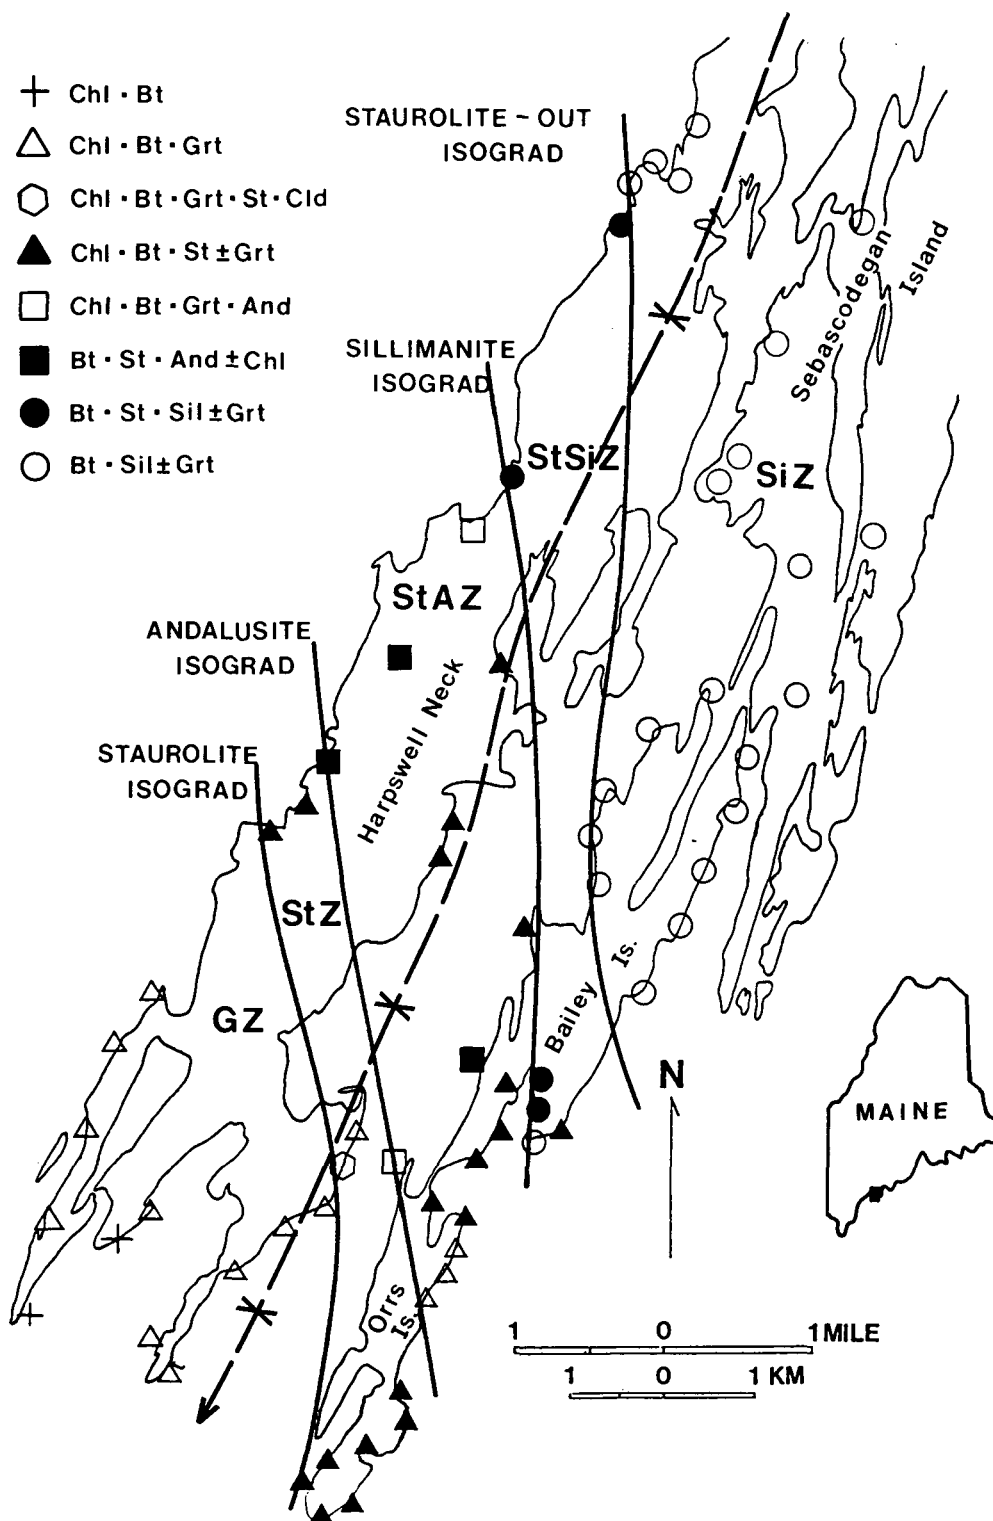 Chl · Bt
Chl · Bt · Grt
Chl · Bt · Grt · St · Cld
Chl · Bt · St ± Grt
Chl · Bt · Grt · And
Bt · St · And ± Chl
Bt · St · Sil ± Grt
Bt · Sil ± Grt
STAUROLITE - OUT
ISOGRAD
SILLIMANITE
ISOGRAD
ANDALUSITE
ISOGRAD
STAUROLITE
ISOGRAD
Sebascodegan
Island
StSiZ
SiZ
StAZ
Harpswell Neck
StZ
GZ
Bailey Is.
Orrs
Is.
N
MAINE
1 0 1 MILE
1 0 1 KM